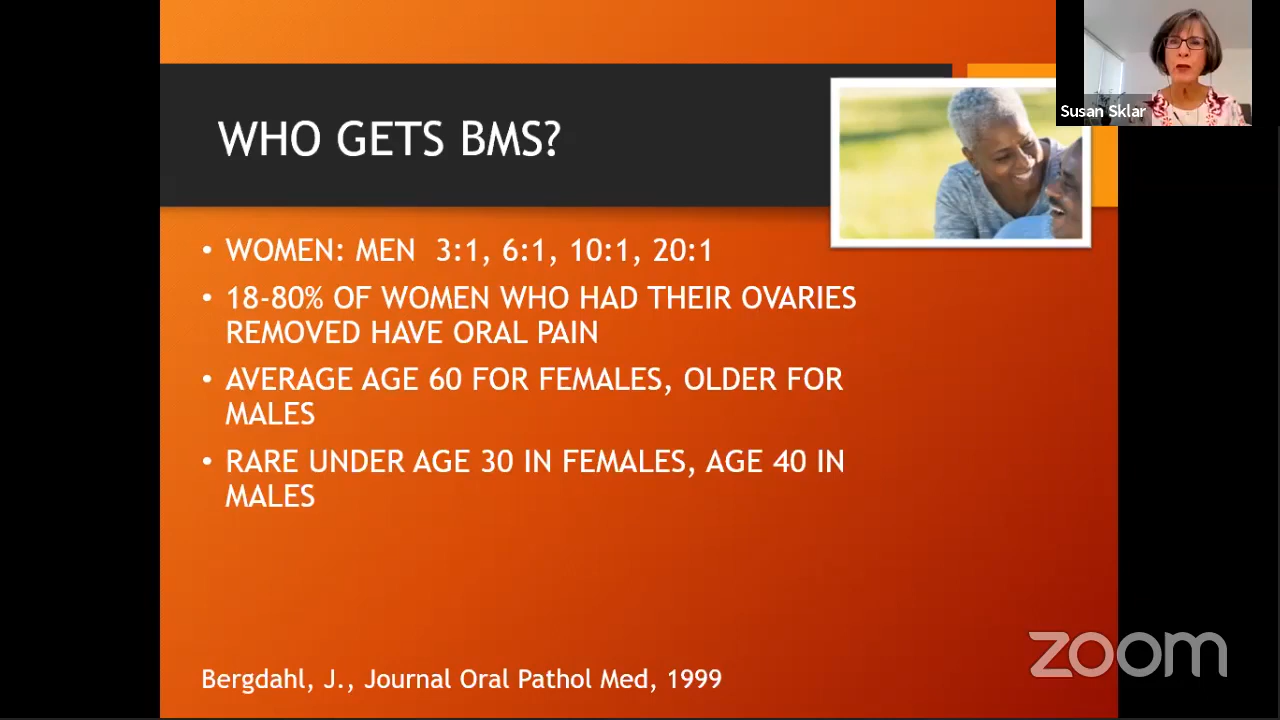 Susan Sklar
WHO GETS BMS?
• WOMEN: MEN 3:1, 6:1, 10:1, 20:1
• 18-80% OF WOMEN WHO HAD THEIR OVARIES
REMOVED HAVE ORAL PAIN
• AVERAGE AGE 60 FOR FEMALES, OLDER FOR
MALES
• RARE UNDER AGE 30 IN FEMALES, AGE 40 IN
MALES
Bergdahl, J., Journal Oral Pathol Med, 1999
zoom